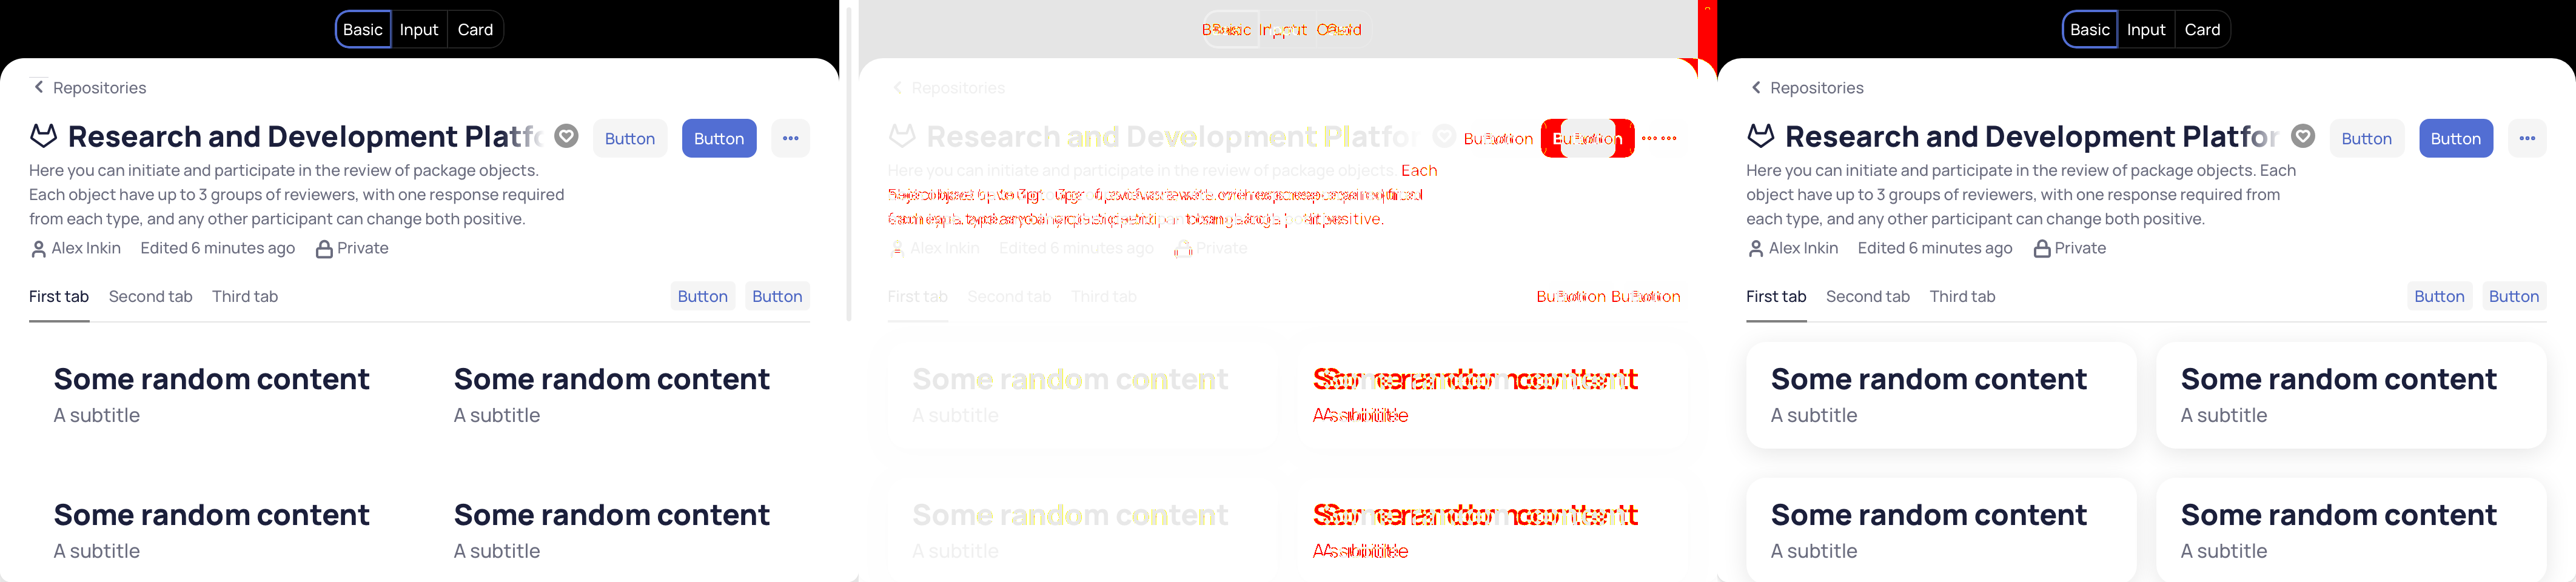 Basic Input Card
Repositories
Research and Development Platfo
Button Button
Here you can initiate and participate in the review of package objects.
Each object have up to 3 groups of reviewers, with one response required
from each type, and any other participant can change both positive.
Alex Inkin Edited 6 minutes ago Private
First tab Second tab Third tab Button Button
Some random content Some random content
A subtitle A subtitle
Some random content Some random content
A subtitle A subtitle
Repositories
Research and Development Platfor
Here you can initiate and participate in the review of package objects. Each
Alex Inkin Edited 6 minutes ago Private
First tab Second tab Third tab
Some random content
A subtitle
Some random content
A subtitle
Basic Input Card
Repositories
Research and Development Platfor
Button Button
Here you can initiate and participate in the review of package objects. Each
object have up to 3 groups of reviewers, with one response required from
each type, and any other participant can change both positive.
Alex Inkin Edited 6 minutes ago Private
First tab Second tab Third tab Button Button
Some random content Some random content
A subtitle A subtitle
Some random content Some random content
A subtitle A subtitle